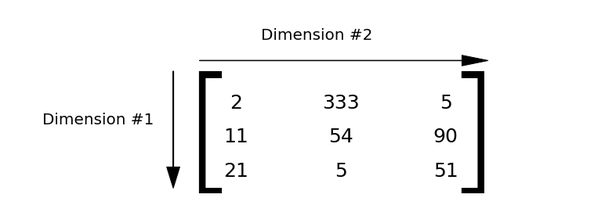 Dimension #2
Dimension #1
2 333 5
11 54 90
21 5 51